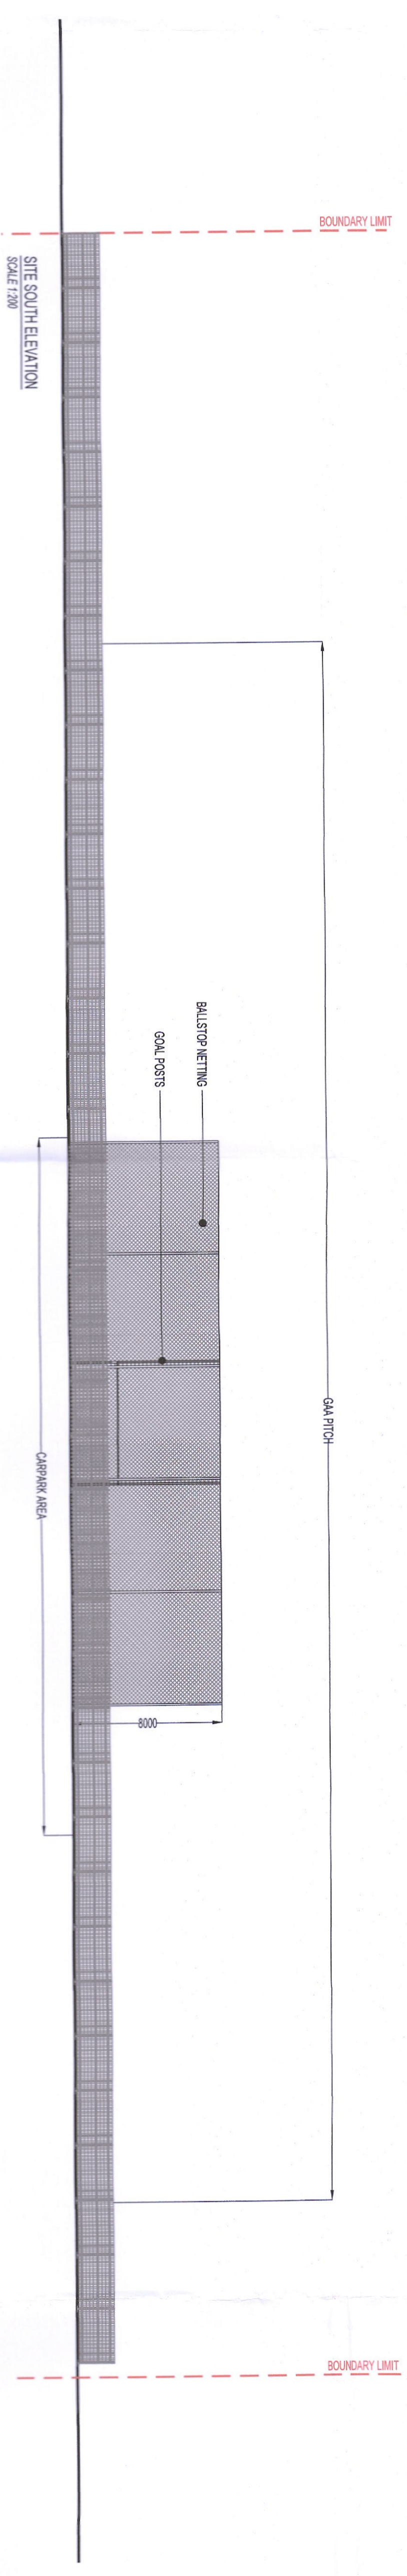 BOUNDARY LIMIT
BOUNDARY LIMIT
GAA PITCH
BALLSTOP NETTING
GOAL POSTS
8000
CARPARK AREA
SITE SOUTH ELEVATION
SCALE 1:200